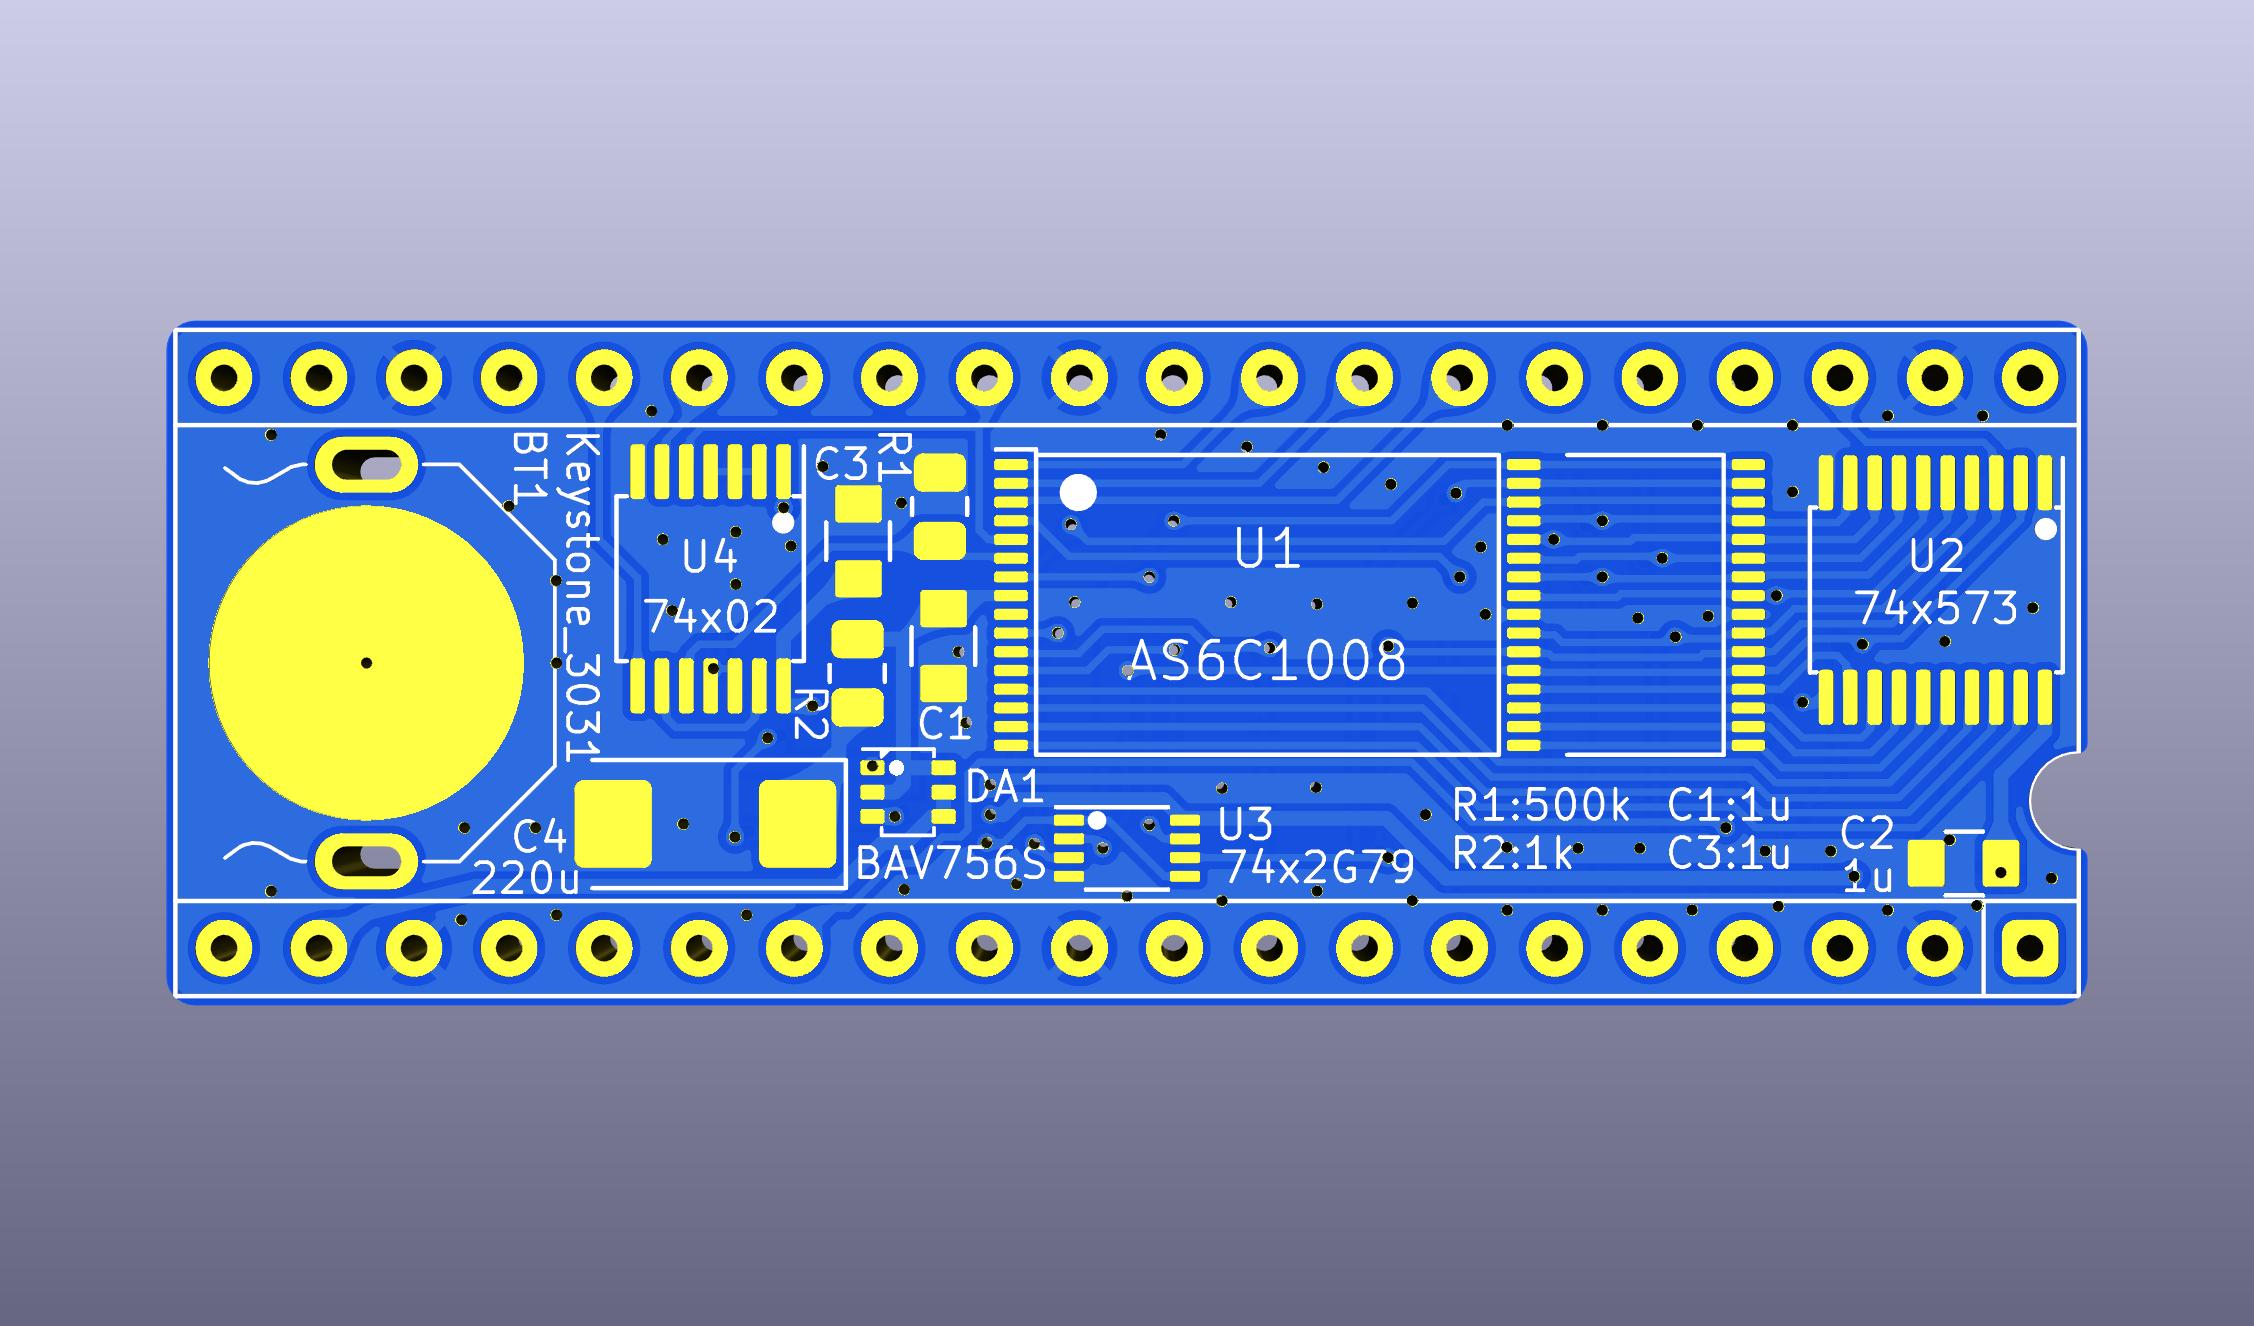 BT1
Keystone_3031
U4
74x02
C3
R1
R2
C1
U1
AS6C1008
U2
74x573
DA1
BAV756S
C4
220u
U3
74x2G79
R1:500k C1:1u
R2:1k C3:1u
C2
1u